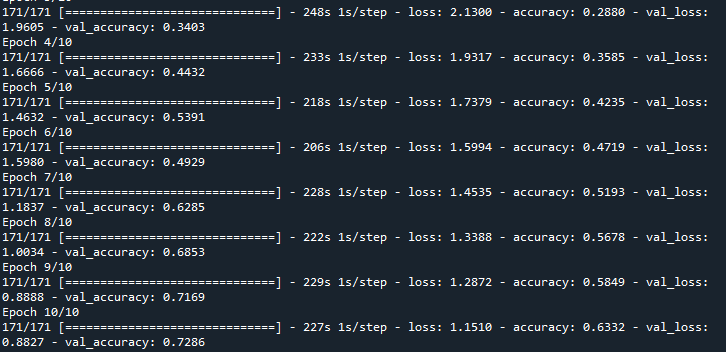 171/171 [==============================] - 248s 1s/step - loss: 2.1300 - accuracy: 0.2880 - val_loss:
1.9605 - val_accuracy: 0.3403
Epoch 4/10
171/171 [==============================] - 233s 1s/step - loss: 1.9317 - accuracy: 0.3585 - val_loss:
1.6666 - val_accuracy: 0.4432
Epoch 5/10
171/171 [==============================] - 218s 1s/step - loss: 1.7379 - accuracy: 0.4235 - val_loss:
1.4632 - val_accuracy: 0.5391
Epoch 6/10
171/171 [==============================] - 206s 1s/step - loss: 1.5994 - accuracy: 0.4719 - val_loss:
1.5980 - val_accuracy: 0.4929
Epoch 7/10
171/171 [==============================] - 228s 1s/step - loss: 1.4535 - accuracy: 0.5193 - val_loss:
1.1837 - val_accuracy: 0.6285
Epoch 8/10
171/171 [==============================] - 222s 1s/step - loss: 1.3388 - accuracy: 0.5678 - val_loss:
1.0034 - val_accuracy: 0.6853
Epoch 9/10
171/171 [==============================] - 229s 1s/step - loss: 1.2872 - accuracy: 0.5849 - val_loss:
0.8888 - val_accuracy: 0.7169
Epoch 10/10
171/171 [==============================] - 227s 1s/step - loss: 1.1510 - accuracy: 0.6332 - val_loss:
0.8827 - val_accuracy: 0.7286